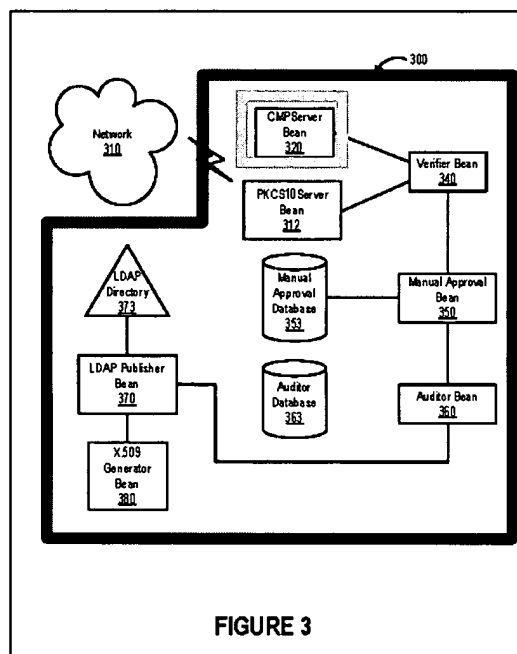 300
Network
310
CMPServer
Bean
320
PKCS10Server
Bean
312
Verifier Bean
340
LDAP
Directory
373
Manual
Approval
Database
353
Manual Approval
Bean
350
LDAP Publisher
Bean
370
Auditor
Database
363
Auditor Bean
360
X.509
Generator
Bean
380
FIGURE 3